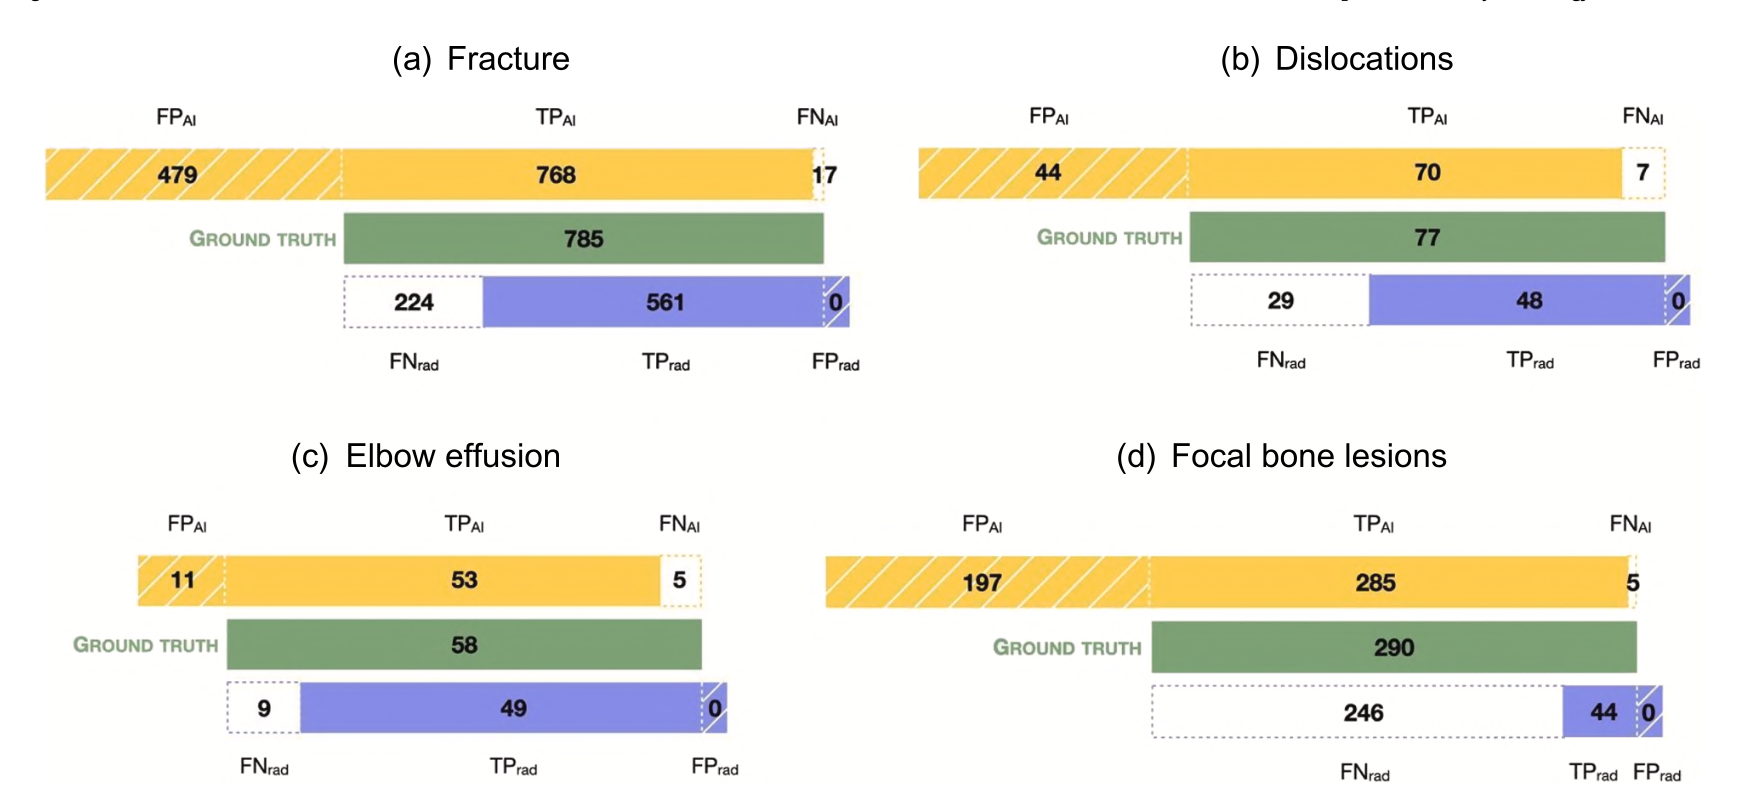 (a) Fracture
FPAI TPAI FNAI
479 768 17
GROUND TRUTH 785
224 561 0
FNrad TPrad FPrad
(b) Dislocations
FPAI TPAI FNAI
44 70 7
GROUND TRUTH 77
29 48 0
FNrad TPrad FPrad
(c) Elbow effusion
FPAI TPAI FNAI
11 53 5
GROUND TRUTH 58
9 49 0
FNrad TPrad FPrad
(d) Focal bone lesions
FPAI TPAI FNAI
197 285 5
GROUND TRUTH 290
246 44 0
FNrad TPrad FPrad